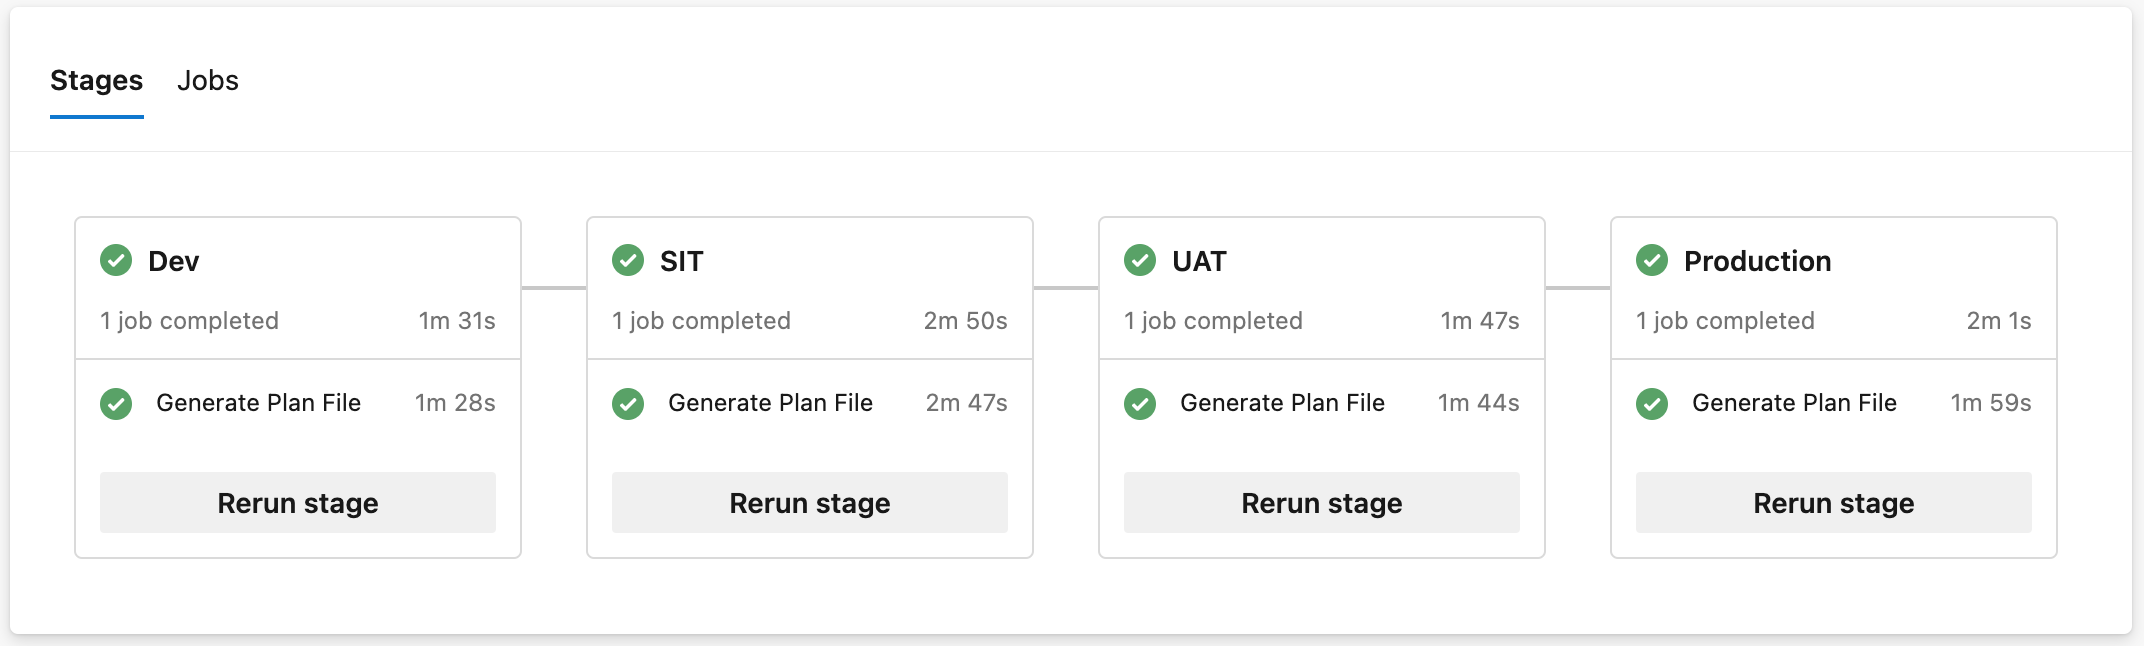 Stages Jobs
Dev
1 job completed 1m 31s
Generate Plan File 1m 28s
Rerun stage
SIT
1 job completed 2m 50s
Generate Plan File 2m 47s
Rerun stage
UAT
1 job completed 1m 47s
Generate Plan File 1m 44s
Rerun stage
Production
1 job completed 2m 1s
Generate Plan File 1m 59s
Rerun stage